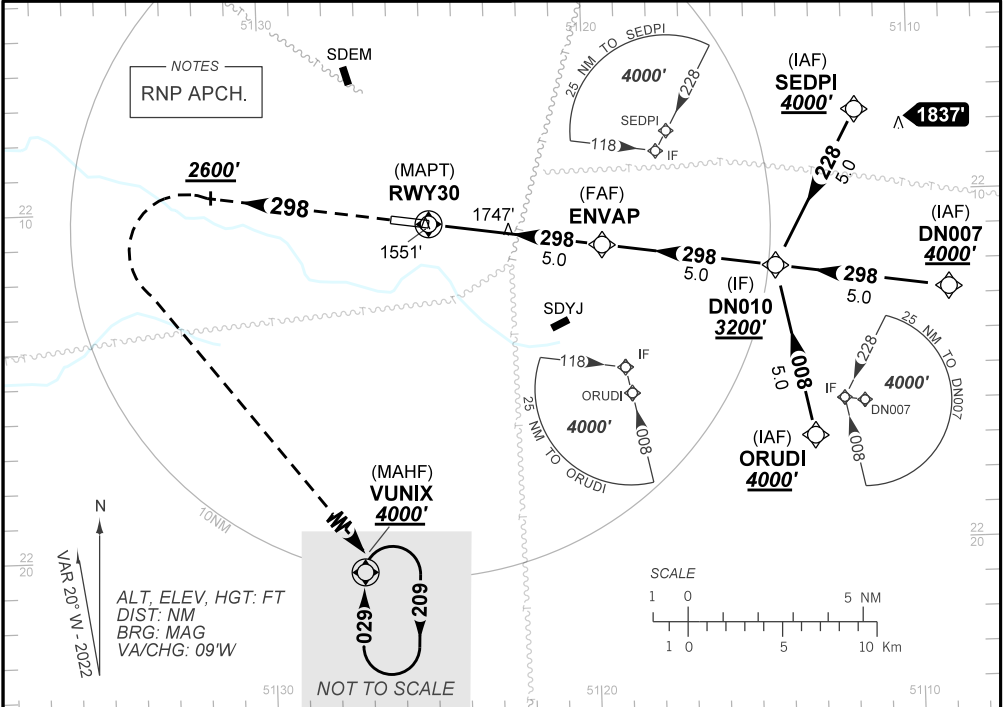 51 30
51 20
51 10
NOTES
RNP APCH.
SDEM
25 NM TO SEDPI
4000'
228
SEDPI
118
IF
(IAF)
SEDPI
4000'
1837'
228
5.0
22
10
22
10
2600'
298
(MAPT)
RWY30
1551'
1747'
298
5.0
(FAF)
ENVAP
298
5.0
(IF)
DN010
3200'
298
5.0
(IAF)
DN007
4000'
SDYJ
118
IF
ORUDI
4000'
008
25 NM TO ORUDI
008
5.0
(IAF)
ORUDI
4000'
25 NM TO DN007
228
4000'
IF
DN007
008
10NM
(MAHF)
VUNIX
4000'
029
209
NOT TO SCALE
N
VAR 20° W - 2022
ALT, ELEV, HGT: FT
DIST: NM
BRG: MAG
VA/CHG: 09'W
22
20
22
20
SCALE
1 0 5 NM
1 0 5 10 Km
51 30
51 20
51 10